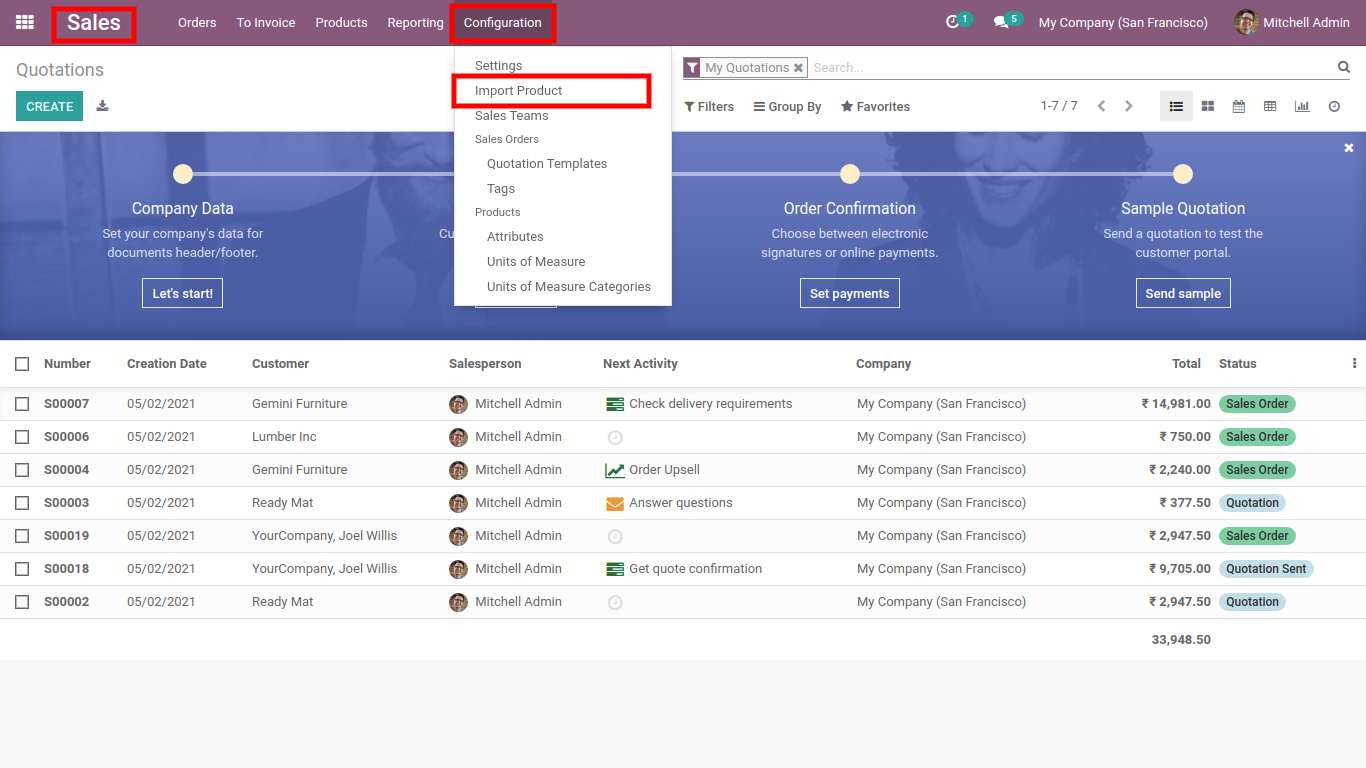 Sales Orders To Invoice Products Reporting Configuration 1 5 My Company (San Francisco) Mitchell Admin
Quotations
My Quotations Search...
CREATE
Filters Group By Favorites 1-7 / 7
Settings
Import Product
Sales Teams
Sales Orders
Quotation Templates
Tags
Products
Attributes
Units of Measure
Units of Measure Categories
Company Data
Set your company's data for
documents header/footer.
Let's start!
Order Confirmation
Choose between electronic
signatures or online payments.
Set payments
Sample Quotation
Send a quotation to test the
customer portal.
Send sample
Number Creation Date Customer Salesperson Next Activity Company Total Status
S00007 05/02/2021 Gemini Furniture Mitchell Admin Check delivery requirements My Company (San Francisco) ₹ 14,981.00 Sales Order
S00006 05/02/2021 Lumber Inc Mitchell Admin My Company (San Francisco) ₹ 750.00 Sales Order
S00004 05/02/2021 Gemini Furniture Mitchell Admin Order Upsell My Company (San Francisco) ₹ 2,240.00 Sales Order
S00003 05/02/2021 Ready Mat Mitchell Admin Answer questions My Company (San Francisco) ₹ 377.50 Quotation
S00019 05/02/2021 YourCompany, Joel Willis Mitchell Admin My Company (San Francisco) ₹ 2,947.50 Sales Order
S00018 05/02/2021 YourCompany, Joel Willis Mitchell Admin Get quote confirmation My Company (San Francisco) ₹ 9,705.00 Quotation Sent
S00002 05/02/2021 Ready Mat Mitchell Admin My Company (San Francisco) ₹ 2,947.50 Quotation
33,948.50